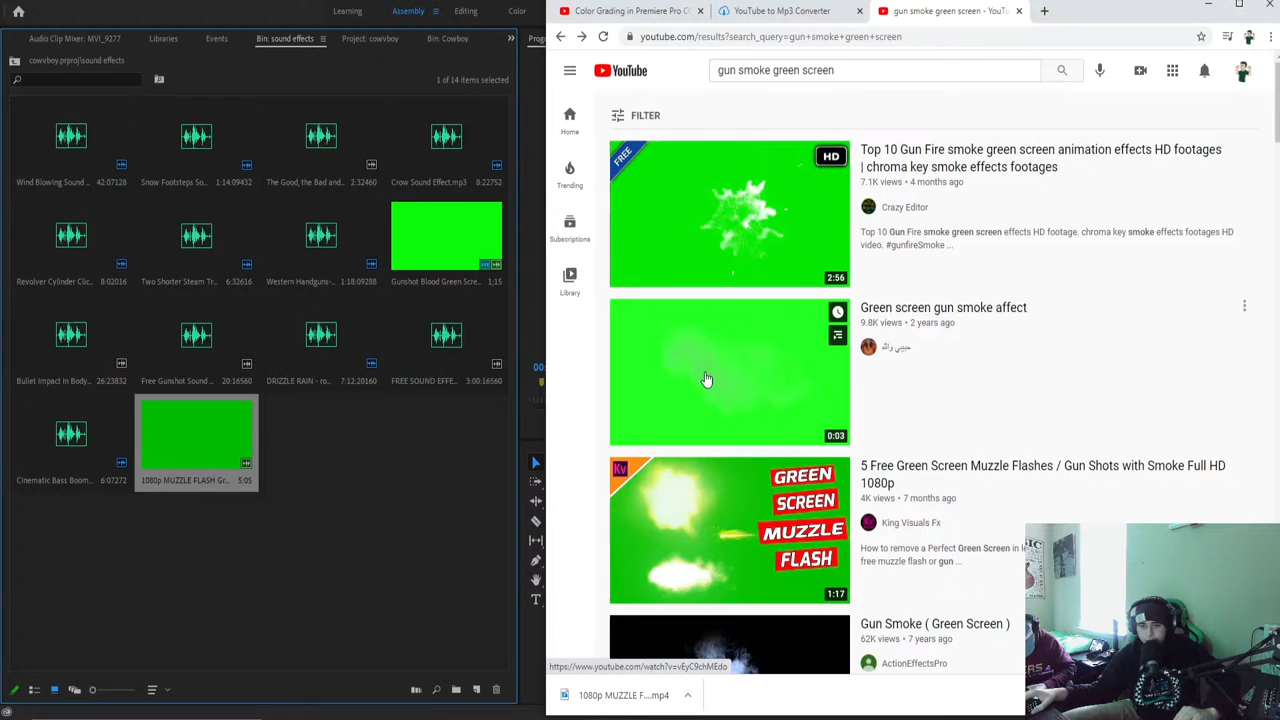 Learning
Assembly
Editing
Color
Audio Clip Mixer: MVI_9277
Libraries
Events
Bin: sound effects
Project: cowvboy
Bin: Cowboy
Prog
cowvboy.prproj\sound effects
1 of 14 items selected
Wind Blowing Sound ...
42:07128
Snow Footsteps So...
1:14:09432
The Good, the Bad and...
2:32460
Crow Sound Effect.mp3
8:22752
Revolver Cylinder Clic...
8:02016
Two Shorter Steam Tr...
6:32616
Western Handguns-...
1:18:09288
Gunshot Blood Green Scre...
1;15
Bullet Impact In Body...
26:23832
Free Gunshot Sound ...
20:16560
DRIZZLE RAIN - ro...
7:12:20160
FREE SOUND EFFE...
3:00:16560
Cinematic Bass Boom...
6:07272
1080p MUZZLE FLASH Gr...
5:05
00:
Color Grading in Premiere Pro C
YouTube to Mp3 Converter
gun smoke green screen - YouTu
youtube.com/results?search_query=gun+smoke+green+screen
YouTube
gun smoke green screen
Home
Trending
Subscriptions
Library
FILTER
FREE
HD
2:56
Top 10 Gun Fire smoke green screen animation effects HD footages
| chroma key smoke effects footages
7.1K views • 4 months ago
Crazy Editor
Top 10 Gun Fire smoke green screen effects HD footage. chroma key smoke effects footages HD
video. #gunfireSmoke ...
0:03
Green screen gun smoke affect
9.8K views • 2 years ago
حبيبي والله
Kv
GREEN
SCREEN
MUZZLE
FLASH
1:17
5 Free Green Screen Muzzle Flashes / Gun Shots with Smoke Full HD
1080p
4K views • 7 months ago
King Visuals Fx
How to remove a Perfect Green Screen in le
free muzzle flash or gun ...
Gun Smoke ( Green Screen )
62K views • 7 years ago
ActionEffectsPro
https://www.youtube.com/watch?v=vEyC9chMEdo
1080p MUZZLE F....mp4